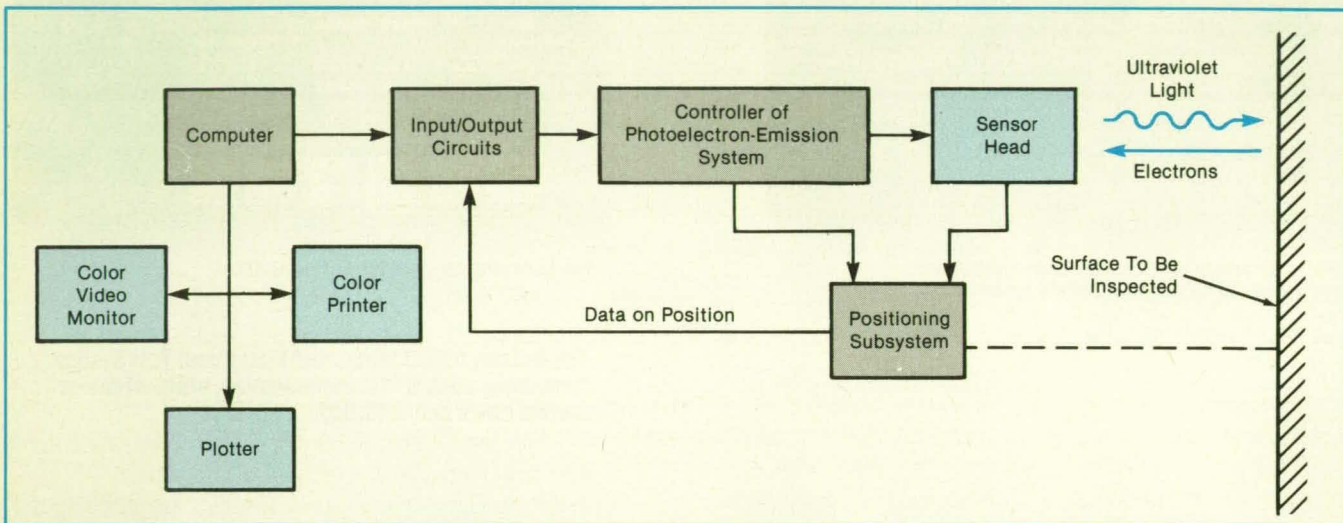 Computer
Input/Output
Circuits
Controller of
Photoelectron-Emission
System
Sensor
Head
Ultraviolet
Light
Electrons
Color
Video
Monitor
Color
Printer
Surface To Be
Inspected
Data on Position
Positioning
Subsystem
Plotter